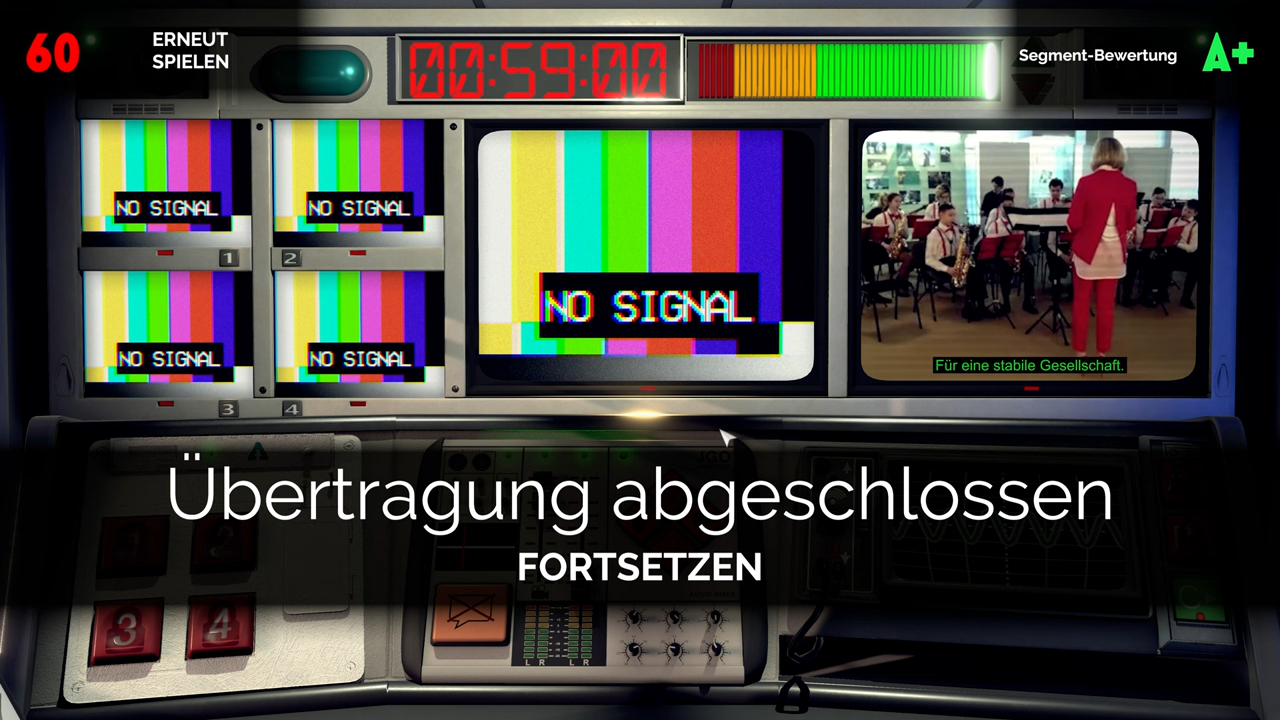 60
ERNEUT
SPIELEN
00:59:00
Segment-Bewertung
A+
NO SIGNAL
NO SIGNAL
1
2
NO SIGNAL
NO SIGNAL
3
4
NO SIGNAL
Für eine stabile Gesellschaft.
Übertragung abgeschlossen
FORTSETZEN
3
4
L R
L R